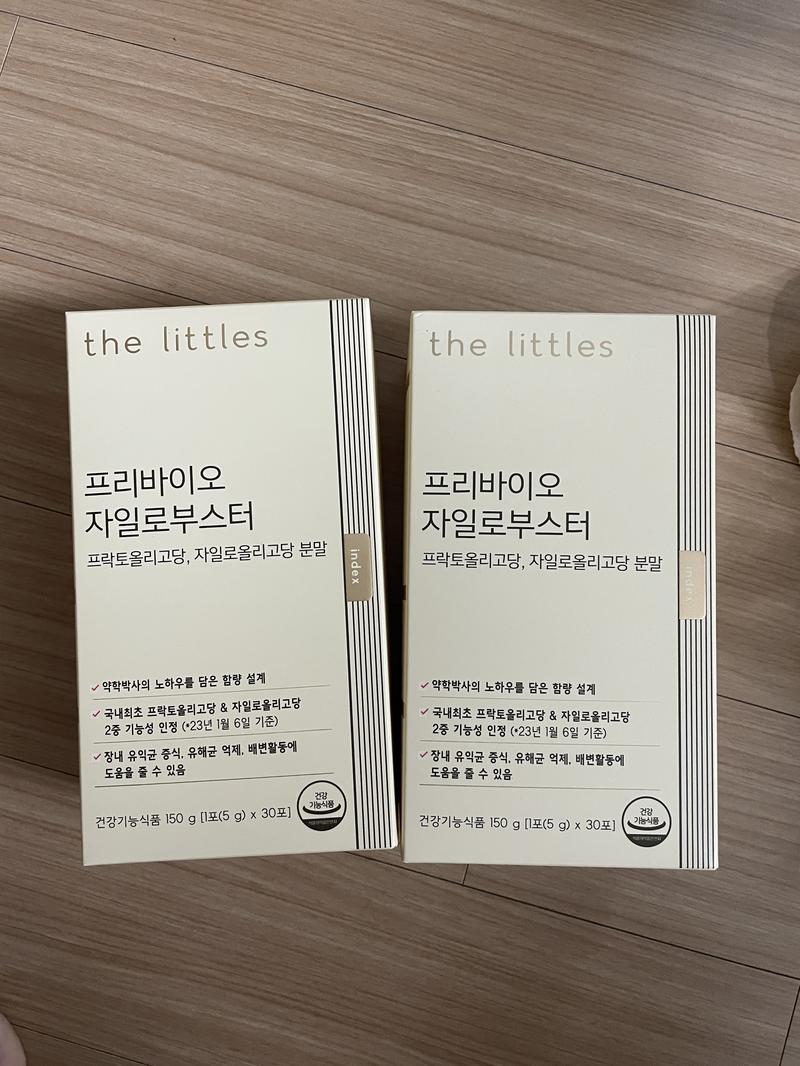 the littles
프리바이오
자일로부스터
프락토올리고당, 자일로올리고당 분말
index
약학박사의 노하우를 담은 함량 설계
국내최초 프락토올리고당 & 자일로올리고당
2중 기능성 인정 (*23년 1월 6일 기준)
장내 유익균 증식, 유해균 억제, 배변활동에
도움을 줄 수 있음
건강기능식품 150 g [1포(5 g) x 30포]
건강
기능식품
the littles
프리바이오
자일로부스터
프락토올리고당, 자일로올리고당 분말
index
약학박사의 노하우를 담은 함량 설계
국내최초 프락토올리고당 & 자일로올리고당
2중 기능성 인정 (*23년 1월 6일 기준)
장내 유익균 증식, 유해균 억제, 배변활동에
도움을 줄 수 있음
건강기능식품 150 g [1포(5 g) x 30포]
건강
기능식품